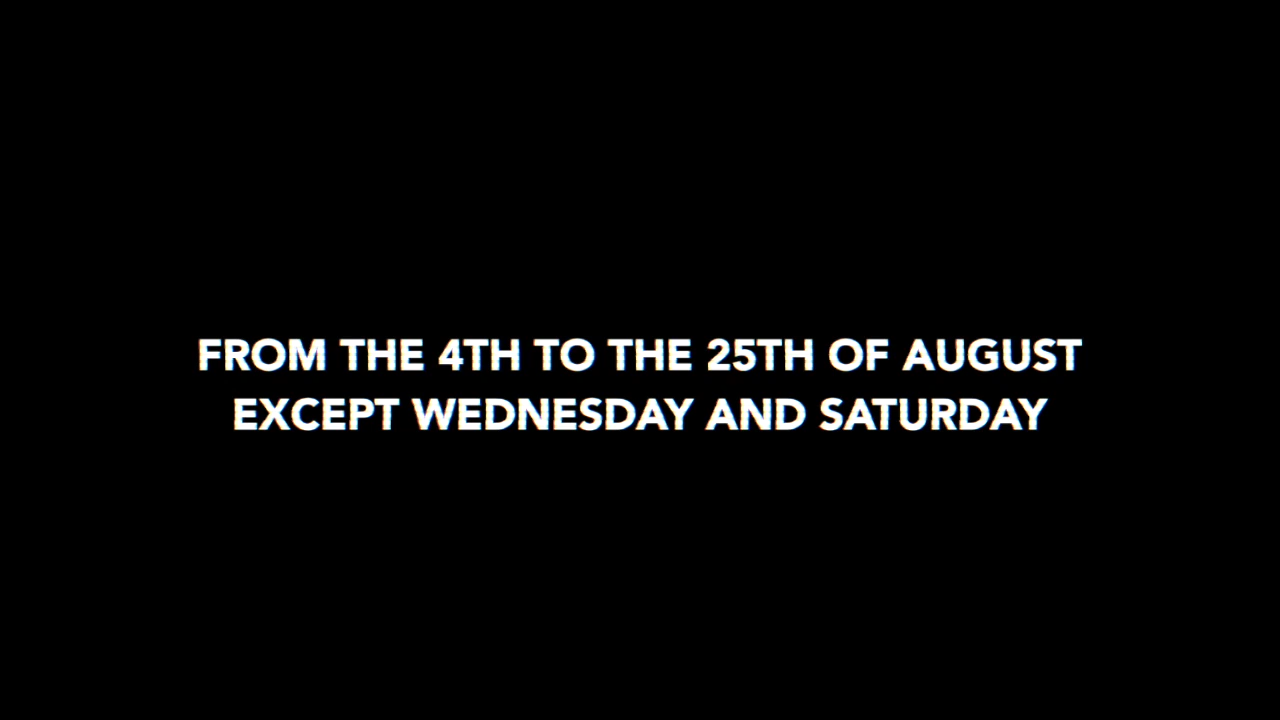 FROM THE 4TH TO THE 25TH OF AUGUST
EXCEPT WEDNESDAY AND SATURDAY